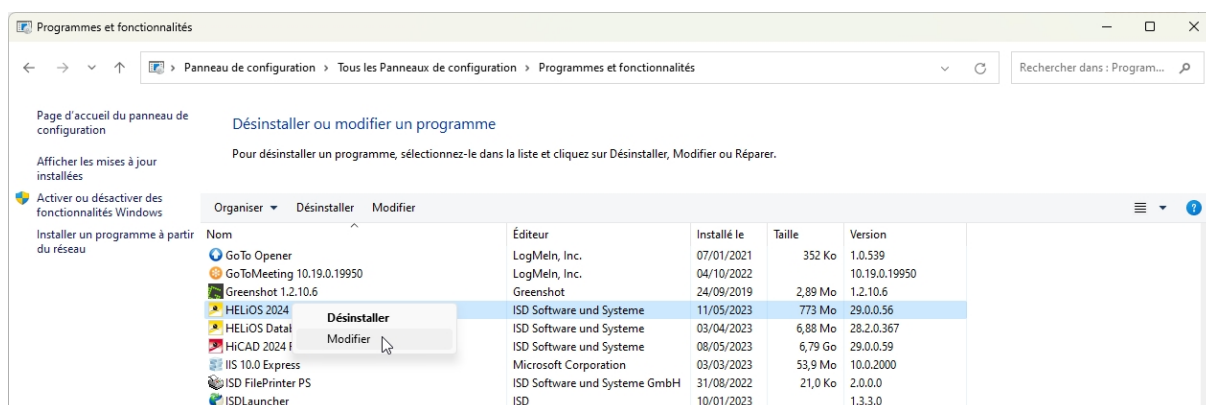 Programmes et fonctionnalités
Panneau de configuration > Tous les Panneaux de configuration > Programmes et fonctionnalités
Rechercher dans : Program...
Page d'accueil du panneau de
configuration
Afficher les mises à jour
installées
Activer ou désactiver des
fonctionnalités Windows
Installer un programme à partir
du réseau
Désinstaller ou modifier un programme
Pour désinstaller un programme, sélectionnez-le dans la liste et cliquez sur Désinstaller, Modifier ou Réparer.
Organiser Désinstaller Modifier
Nom Éditeur Installé le Taille Version
GoTo Opener LogMeIn, Inc. 07/01/2021 352 Ko 1.0.539
GoToMeeting 10.19.0.19950 LogMeIn, Inc. 04/10/2022 10.19.0.19950
Greenshot 1.2.10.6 Greenshot 24/09/2019 2,89 Mo 1.2.10.6
HELiOS 2024 ISD Software und Systeme 11/05/2023 773 Mo 29.0.0.56
HELiOS Datab ISD Software und Systeme 03/04/2023 6,88 Mo 28.2.0.367
HiCAD 2024 ISD Software und Systeme 08/05/2023 6,79 Go 29.0.0.59
IIS 10.0 Express Microsoft Corporation 03/03/2023 53,9 Mo 10.0.2000
ISD FilePrinter PS ISD Software und Systeme GmbH 31/08/2022 21,0 Ko 2.0.0.0
ISDLauncher ISD 10/01/2023 1.3.3.0
Désinstaller
Modifier